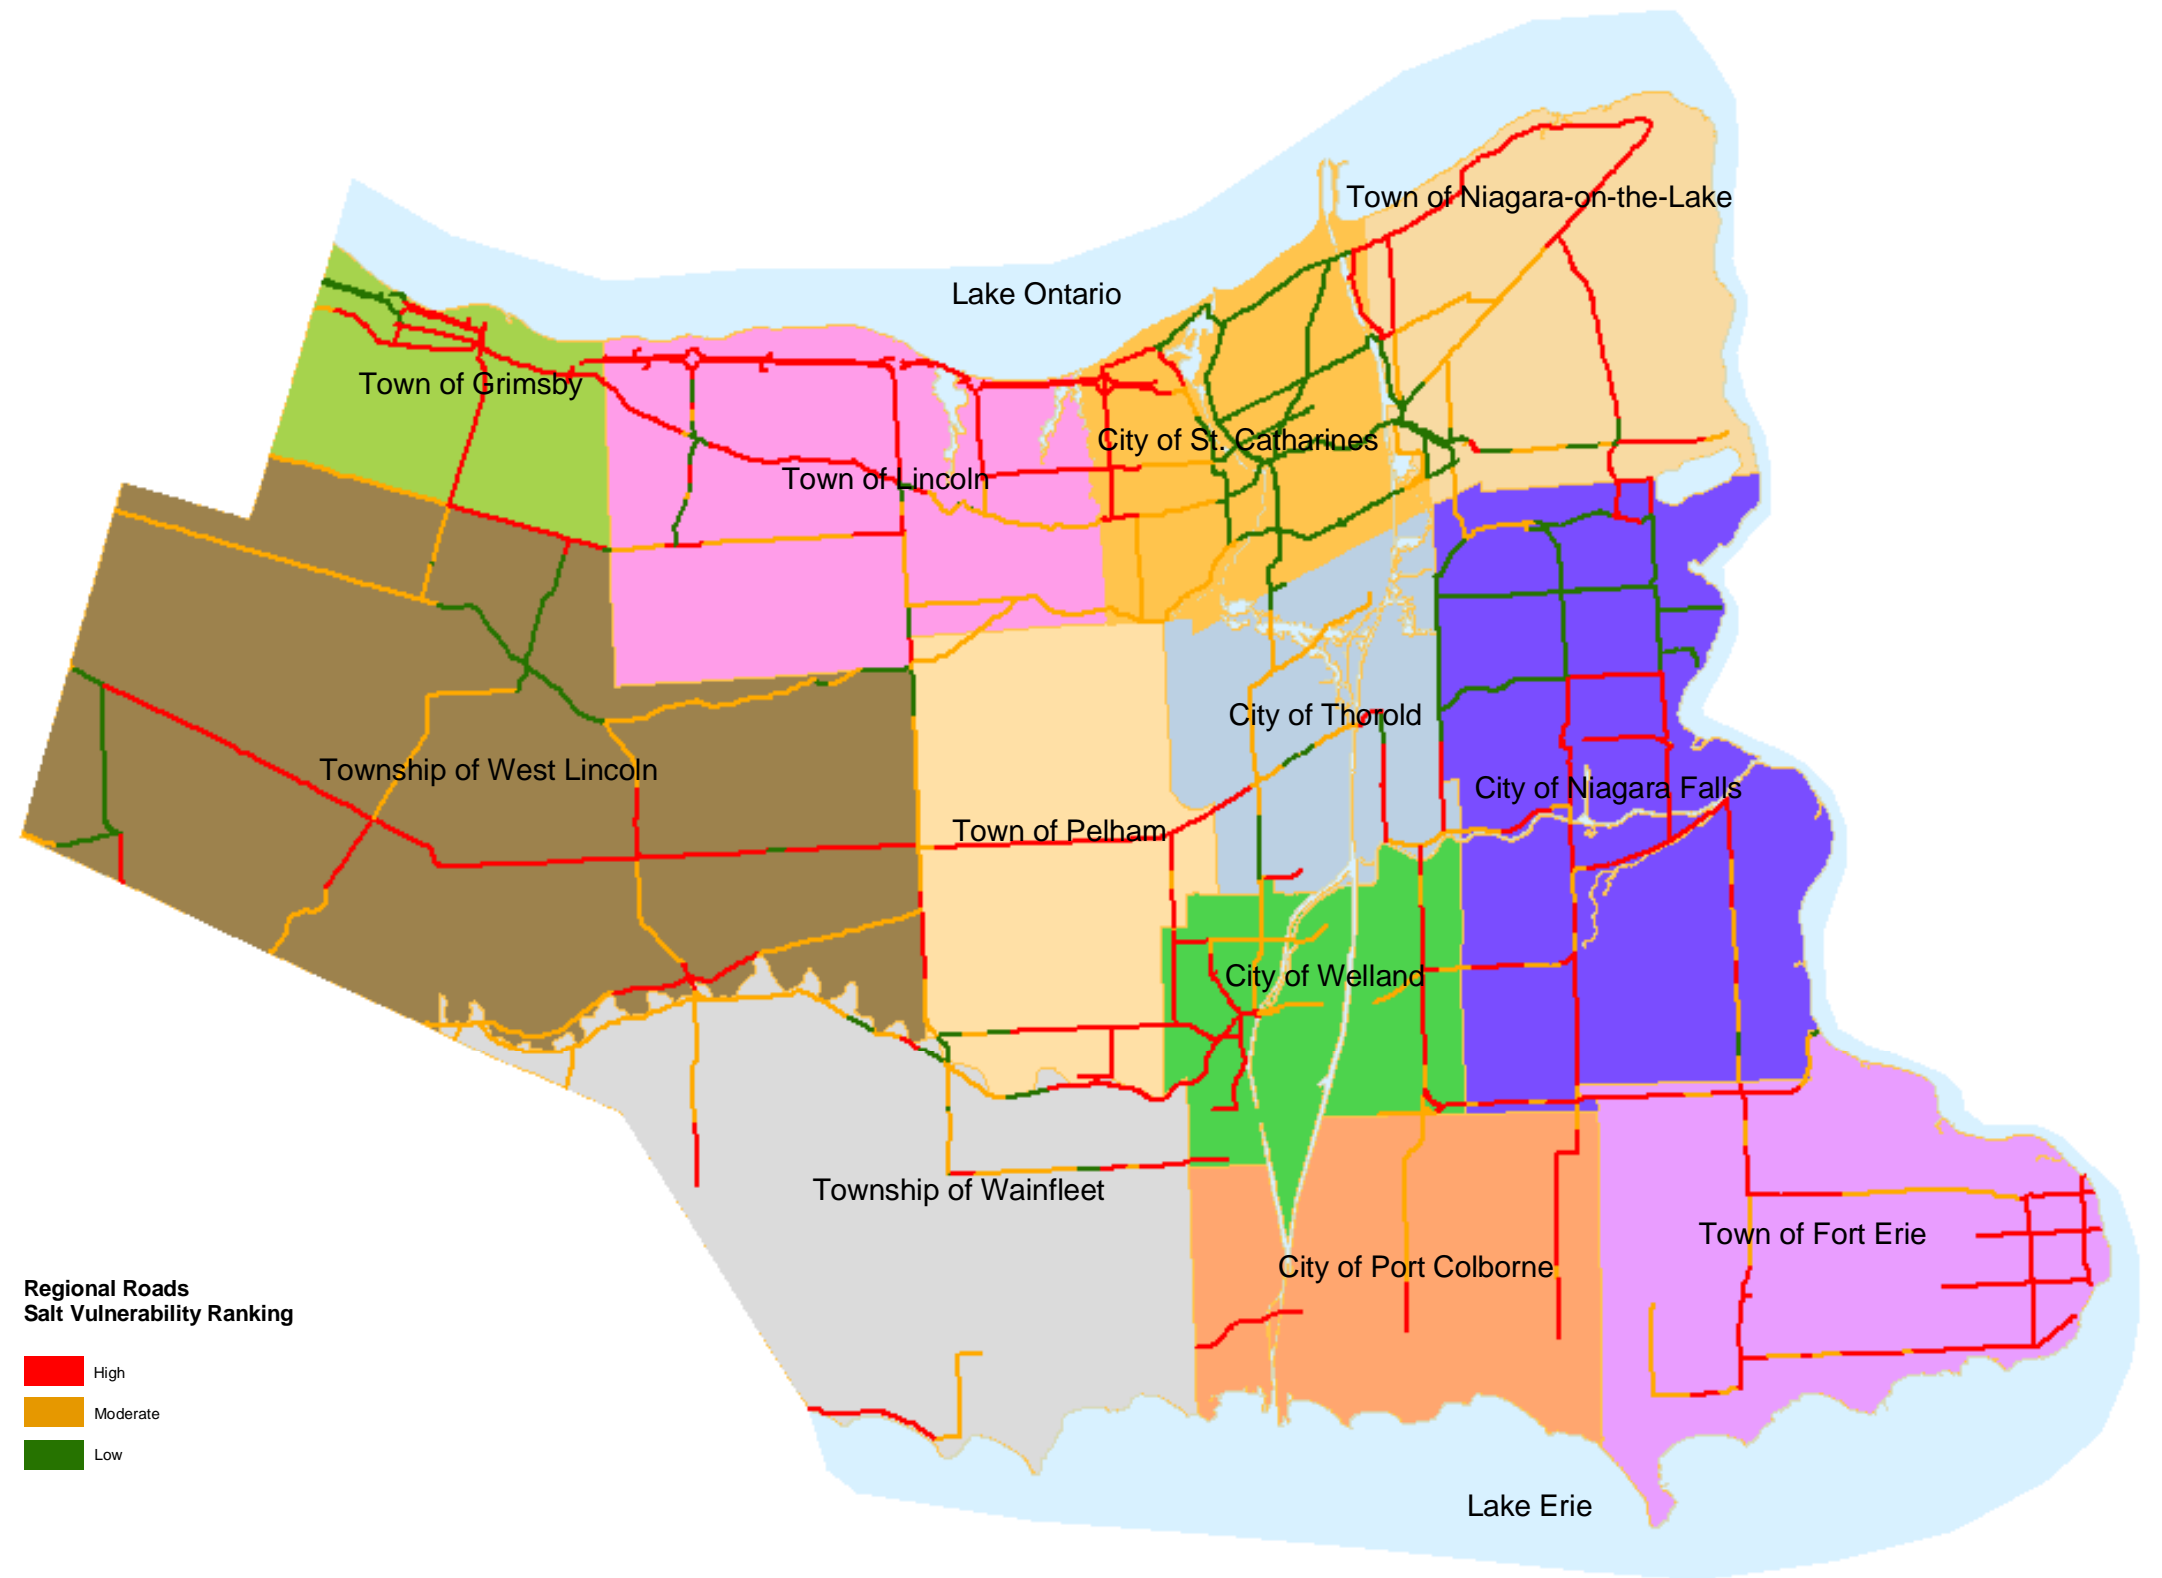 Town of Niagara-on-the-Lake
Lake Ontario
Town of Grimsby
City of St. Catharines
Town of Lincoln
City of Thorold
Township of West Lincoln
City of Niagara Falls
Town of Pelham
City of Welland
Township of Wainfleet
Town of Fort Erie
City of Port Colborne
Regional Roads
Salt Vulnerability Ranking
High
Moderate
Low
Lake Erie